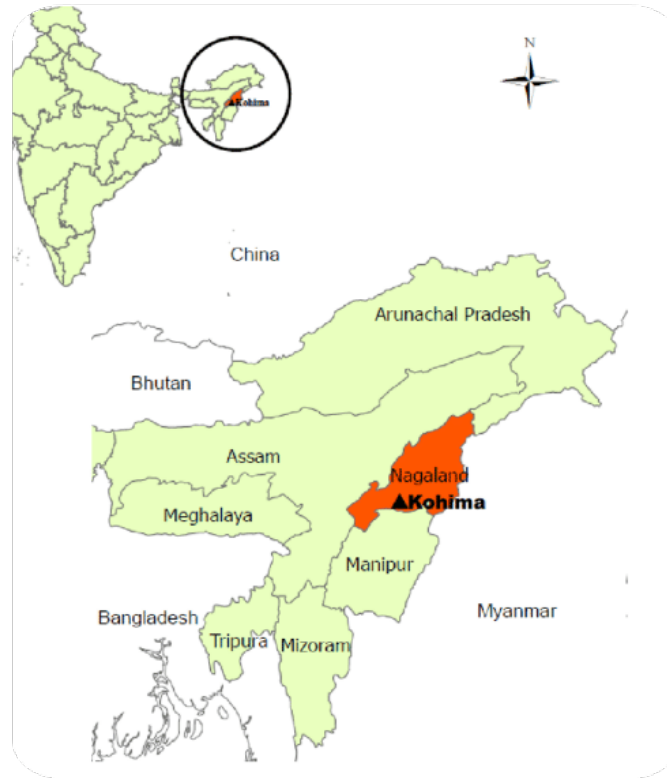 N
Kohima
China
Arunachal Pradesh
Bhutan
Assam
Nagaland
Kohima
Meghalaya
Manipur
Bangladesh
Myanmar
Tripura
Mizoram